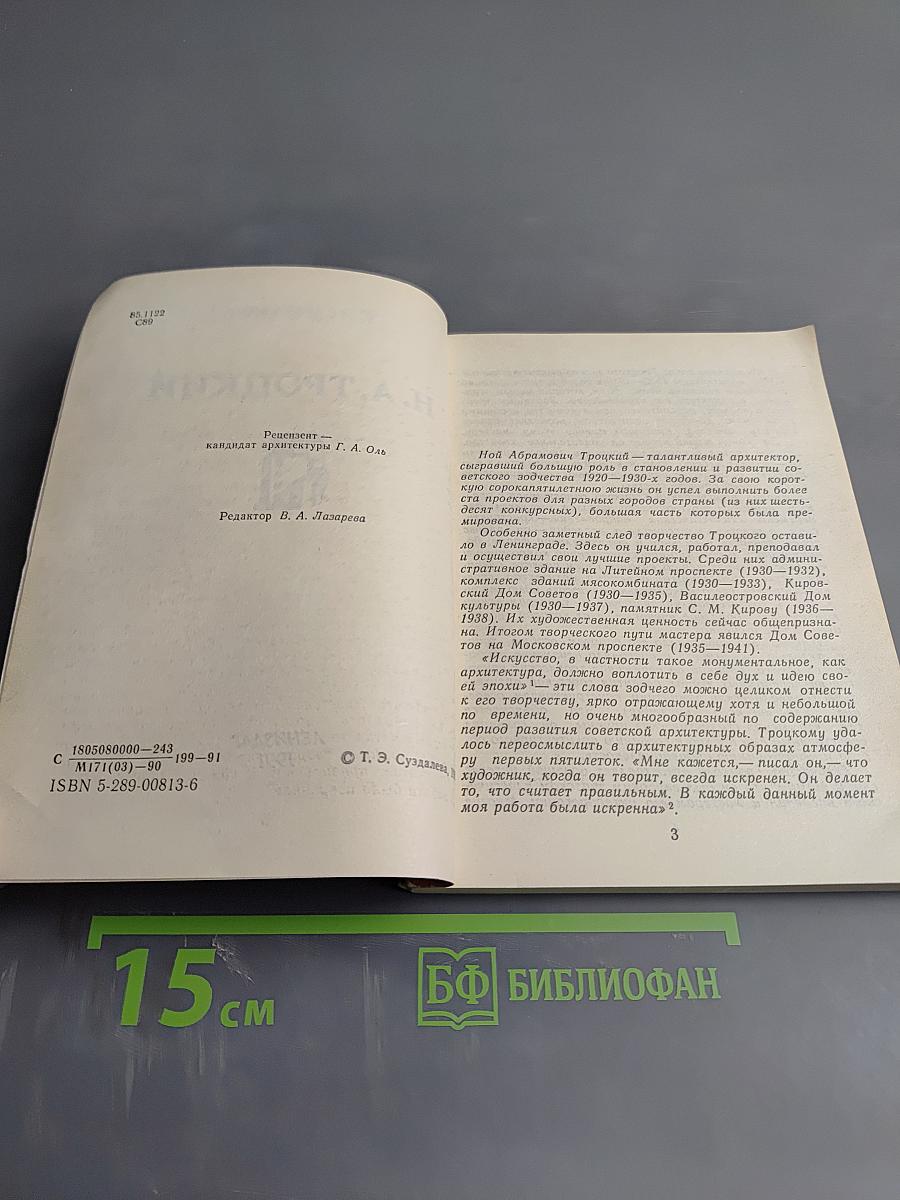 85.1122
С89
Рецензент —
кандидат архитектуры Г. А. Оль
Редактор В. А. Лазарева
С 1805080000—243
М171(03)—90 199—91
ISBN 5-289-00813-6
© Т. Э. Суздалева,
Ной Абрамович Троцкий — талантливый архитектор,
сыгравший большую роль в становлении и развитии со-
ветского зодчества 1920—1930-х годов. За свою корот-
кую сорокапятилетнюю жизнь он успел выполнить более
ста проектов для разных городов страны (из них шесть-
десят конкурсных), большая часть которых была пре-
мирована.
Особенно заметный след творчество Троцкого остави-
ло в Ленинграде. Здесь он учился, работал, преподавал
и осуществил свои лучшие проекты. Среди них админи-
стративное здание на Литейном проспекте (1930—1932),
комплекс зданий мясокомбината (1930—1933), Киров-
ский Дом Советов (1930—1935), Василеостровский Дом
культуры (1930—1937), памятник С. М. Кирову (1936—
1938). Их художественная ценность сейчас общепризна-
на. Итогом творческого пути мастера явился Дом Сове-
тов на Московском проспекте (1935—1941).
«Искусство, в частности такое монументальное, как
архитектура, должно воплотить в себе дух и идею сво-
ей эпохи» 1 — эти слова зодчего можно целиком отнести
к его творчеству, ярко отражающему хотя и небольшой
по времени, но очень многообразный по содержанию
период развития советской архитектуры. Троцкому уда-
лось переосмыслить в архитектурных образах атмосфе-
ру первых пятилеток. «Мне кажется,— писал он,— что
художник, когда он творит, всегда искренен. Он делает
то, что считает правильным. В каждый данный момент
моя работа была искренна» 2.
3
15 см
БФ БИБЛИОФАН